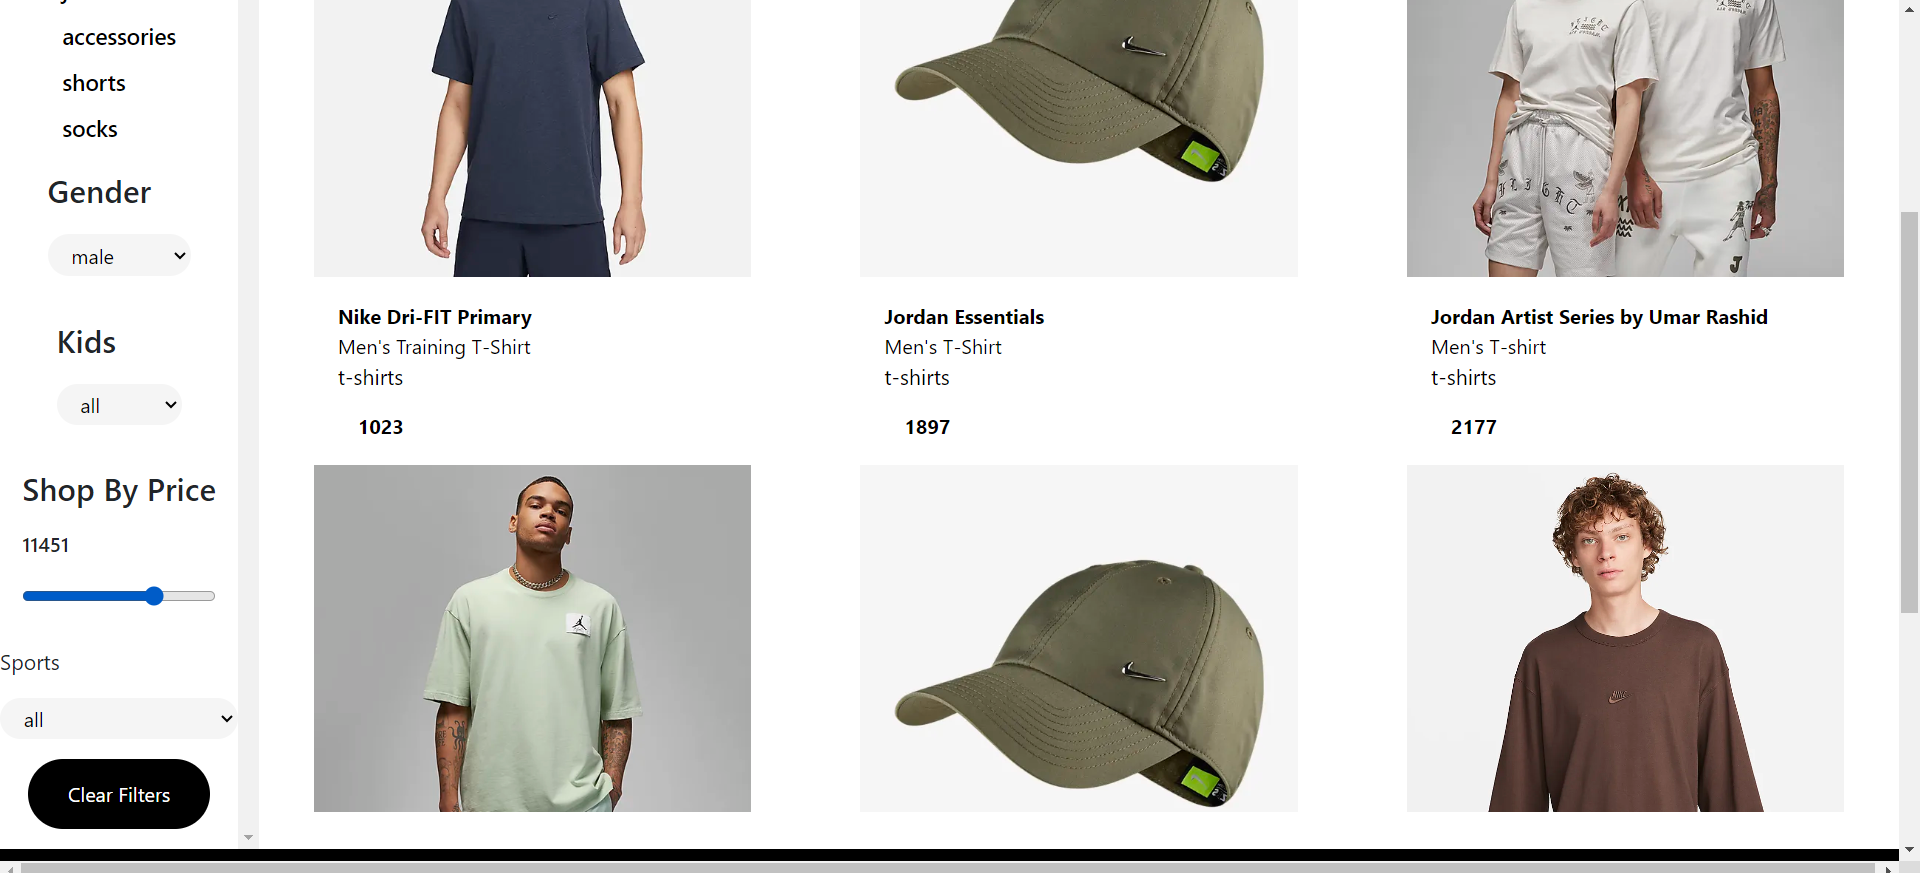 accessories
shorts
socks
Gender
male
Kids
all
Shop By Price
11451
Sports
all
Clear Filters
Nike Dri-FIT Primary
Men's Training T-Shirt
t-shirts
1023
Jordan Essentials
Men's T-Shirt
t-shirts
1897
Jordan Artist Series by Umar Rashid
Men's T-shirt
t-shirts
2177
FLIGHT
J